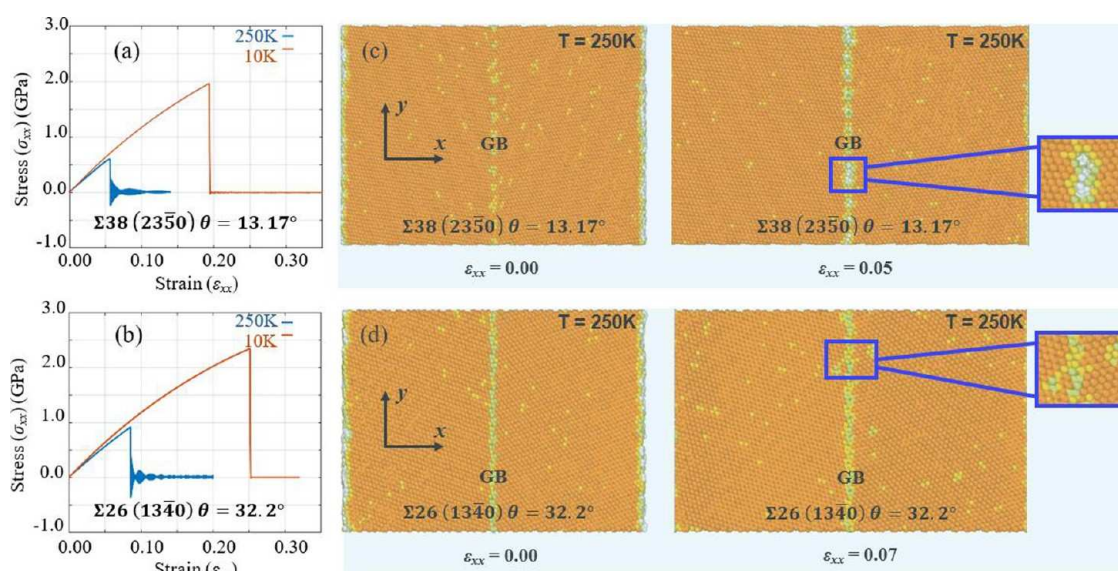 3.0
2.0
1.0
0.0
-1.0
Stress (σxx) (GPa)
(a)
250K
10K
Σ38 (235̄0) θ = 13.17°
0.00 0.10 0.20 0.30
Strain (εxx)
(c)
T = 250K
y
x
GB
Σ38 (235̄0) θ = 13.17°
εxx = 0.00
T = 250K
GB
Σ38 (235̄0) θ = 13.17°
εxx = 0.05
3.0
2.0
1.0
0.0
-1.0
Stress (σxx) (GPa)
(b)
250K
10K
Σ26 (134̄0) θ = 32.2°
0.00 0.10 0.20 0.30
Strain
(d)
T = 250K
y
x
GB
Σ26 (134̄0) θ = 32.2°
εxx = 0.00
T = 250K
GB
Σ26 (134̄0) θ = 32.2°
εxx = 0.07